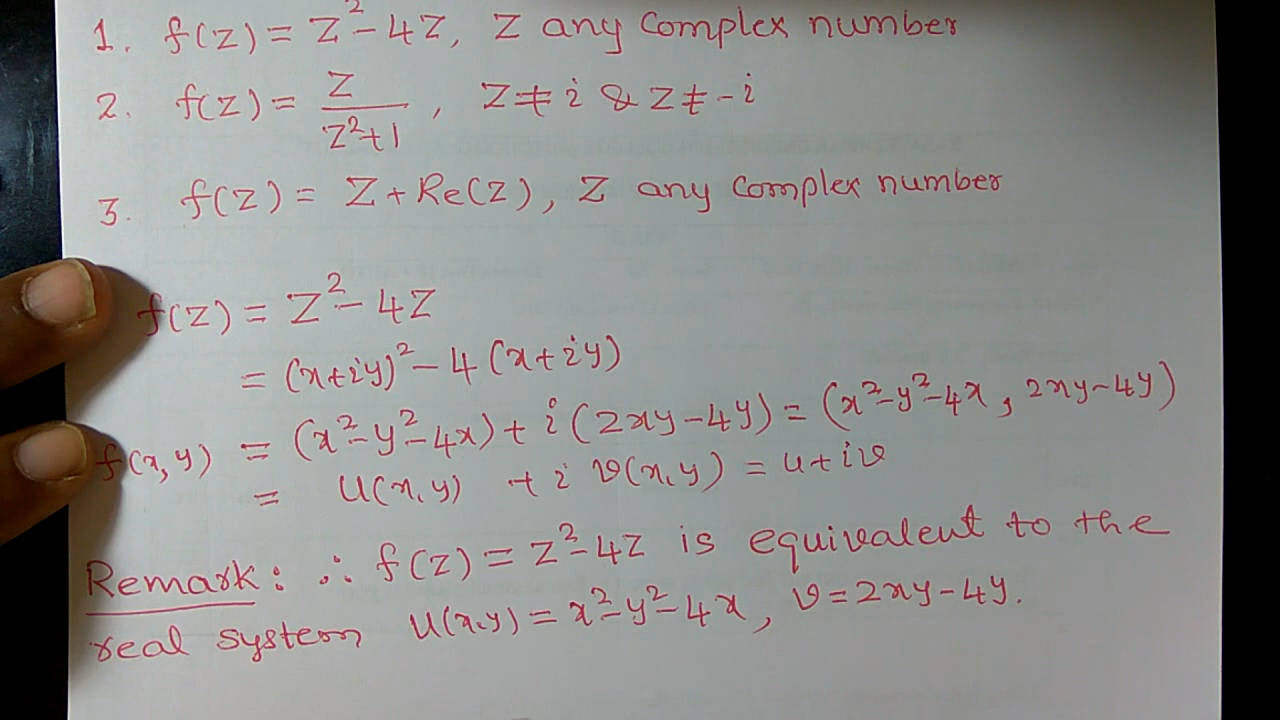 1. f(z) = z²-4z, z any complex number
2. f(z) = z/(z²+1), z≠i & z≠-i
3. f(z) = z+Re(z), z any complex number
f(z) = z²-4z
= (x+iy)²-4(x+iy)
f(x,y) = (x²-y²-4x)+i(2xy-4y) = (x²-y²-4x, 2xy-4y)
= u(x,y) + i v(x,y) = u+iv
Remark: ∴ f(z) = z²-4z is equivalent to the
real system u(x,y) = x²-y²-4x, v=2xy-4y.